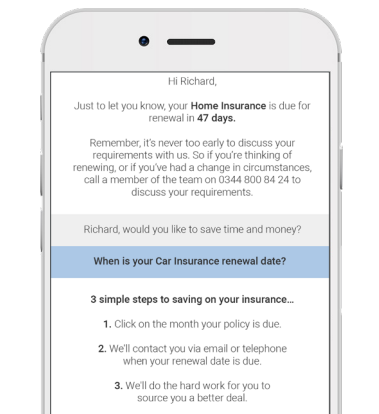 Hi Richard,
Just to let you know, your Home Insurance is due for
renewal in 47 days.
Remember, it's never too early to discuss your
requirements with us. So if you're thinking of
renewing, or if you've had a change in circumstances,
call a member of the team on 0344 800 84 24 to
discuss your requirements.
Richard, would you like to save time and money?
When is your Car Insurance renewal date?
3 simple steps to saving on your insurance...
1. Click on the month your policy is due.
2. We'll contact you via email or telephone
when your renewal date is due.
3. We'll do the hard work for you to
source you a better deal.